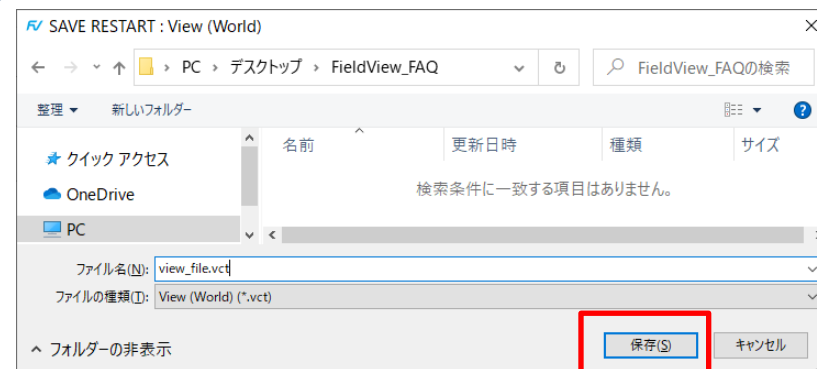 FV SAVE RESTART : View (World)
PC › デスクトップ › FieldView_FAQ
FieldView_FAQの検索
整理 新しいフォルダー
名前 更新日時 種類 サイズ
クイック アクセス
検索条件に一致する項目はありません。
OneDrive
PC
ファイル名(N): view_file.vct
ファイルの種類(T): View (World) (*.vct)
フォルダーの非表示 保存(S) キャンセル